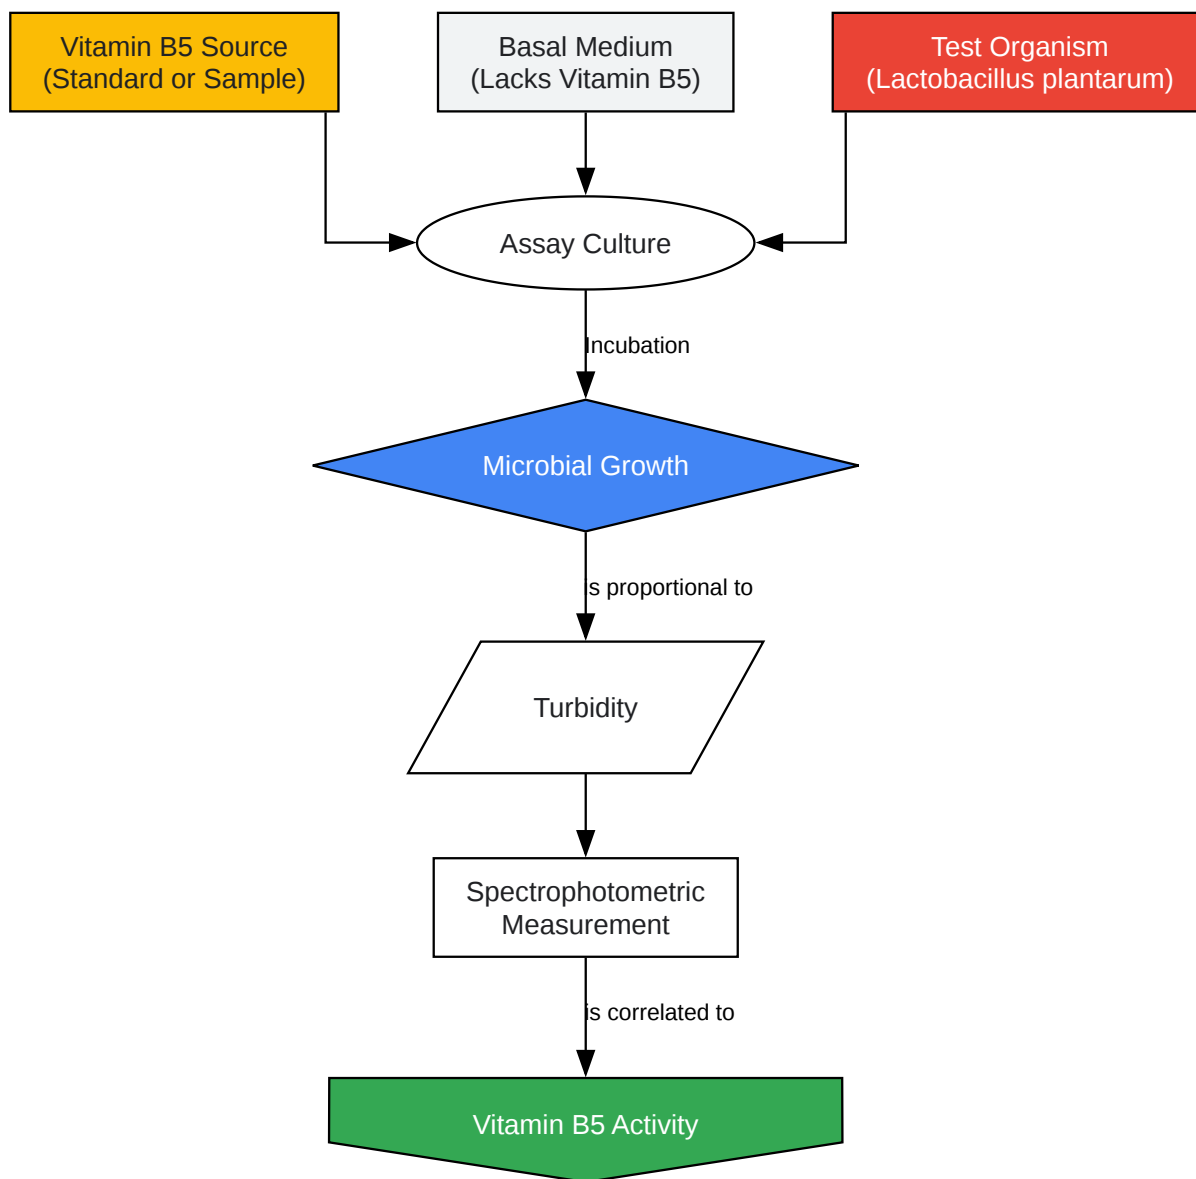 Vitamin B5 Source
(Standard or Sample)
Basal Medium
(Lacks Vitamin B5)
Test Organism
(Lactobacillus plantarum)
Assay Culture
Incubation
Microbial Growth
is proportional to
Turbidity
Spectrophotometric
Measurement
is correlated to
Vitamin B5 Activity